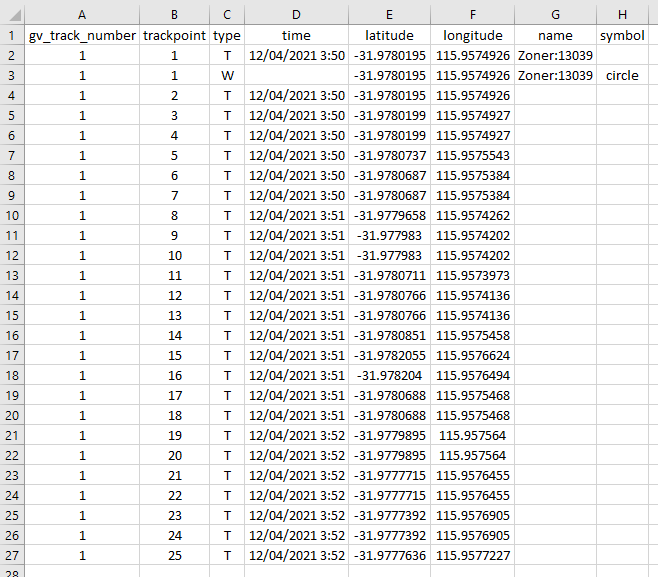 A B C D E F G H
1 gv_track_number trackpoint type time latitude longitude name symbol
2 1 1 T 12/04/2021 3:50 -31.9780195 115.9574926 Zoner:13039
3 1 1 W -31.9780195 115.9574926 Zoner:13039 circle
4 1 2 T 12/04/2021 3:50 -31.9780195 115.9574926
5 1 3 T 12/04/2021 3:50 -31.9780199 115.9574927
6 1 4 T 12/04/2021 3:50 -31.9780199 115.9574927
7 1 5 T 12/04/2021 3:50 -31.9780737 115.9575543
8 1 6 T 12/04/2021 3:50 -31.9780687 115.9575384
9 1 7 T 12/04/2021 3:50 -31.9780687 115.9575384
10 1 8 T 12/04/2021 3:51 -31.9779658 115.9574262
11 1 9 T 12/04/2021 3:51 -31.977983 115.9574202
12 1 10 T 12/04/2021 3:51 -31.977983 115.9574202
13 1 11 T 12/04/2021 3:51 -31.9780711 115.9573973
14 1 12 T 12/04/2021 3:51 -31.9780766 115.9574136
15 1 13 T 12/04/2021 3:51 -31.9780766 115.9574136
16 1 14 T 12/04/2021 3:51 -31.9780851 115.9575458
17 1 15 T 12/04/2021 3:51 -31.9782055 115.9576624
18 1 16 T 12/04/2021 3:51 -31.978204 115.9576494
19 1 17 T 12/04/2021 3:51 -31.9780688 115.9575468
20 1 18 T 12/04/2021 3:51 -31.9780688 115.9575468
21 1 19 T 12/04/2021 3:52 -31.9779895 115.957564
22 1 20 T 12/04/2021 3:52 -31.9779895 115.957564
23 1 21 T 12/04/2021 3:52 -31.9777715 115.9576455
24 1 22 T 12/04/2021 3:52 -31.9777715 115.9576455
25 1 23 T 12/04/2021 3:52 -31.9777392 115.9576905
26 1 24 T 12/04/2021 3:52 -31.9777392 115.9576905
27 1 25 T 12/04/2021 3:52 -31.9777636 115.9577227
28